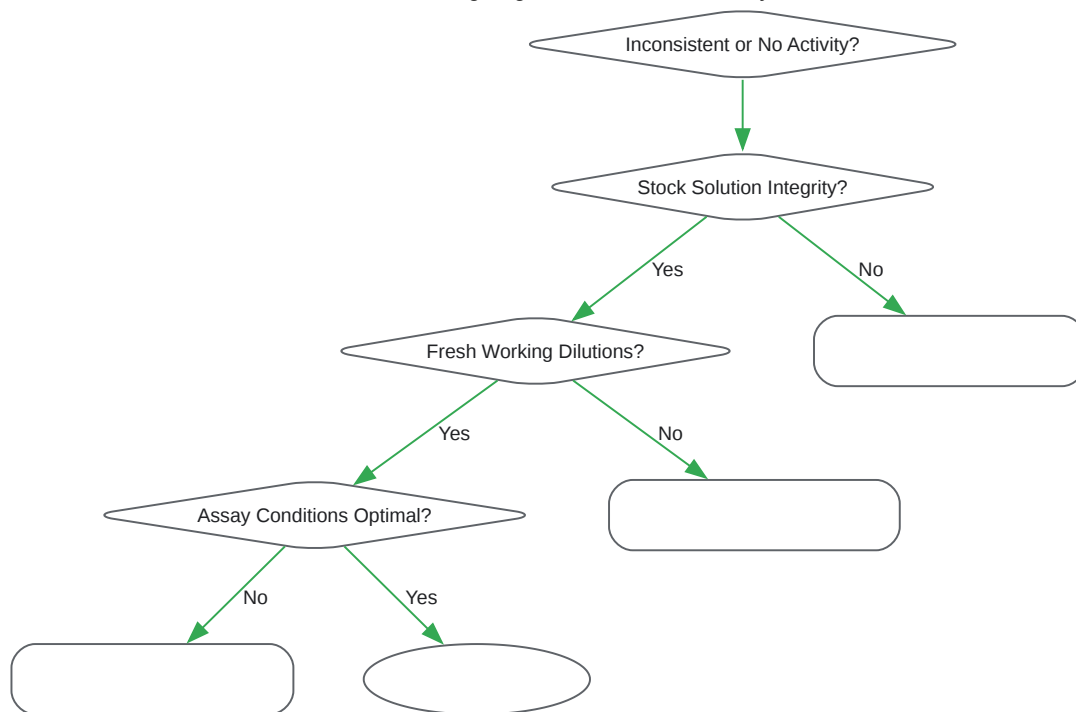 Inconsistent or No Activity?
Stock Solution Integrity?
Yes
No
Fresh Working Dilutions?
Yes
No
Assay Conditions Optimal?
No
Yes